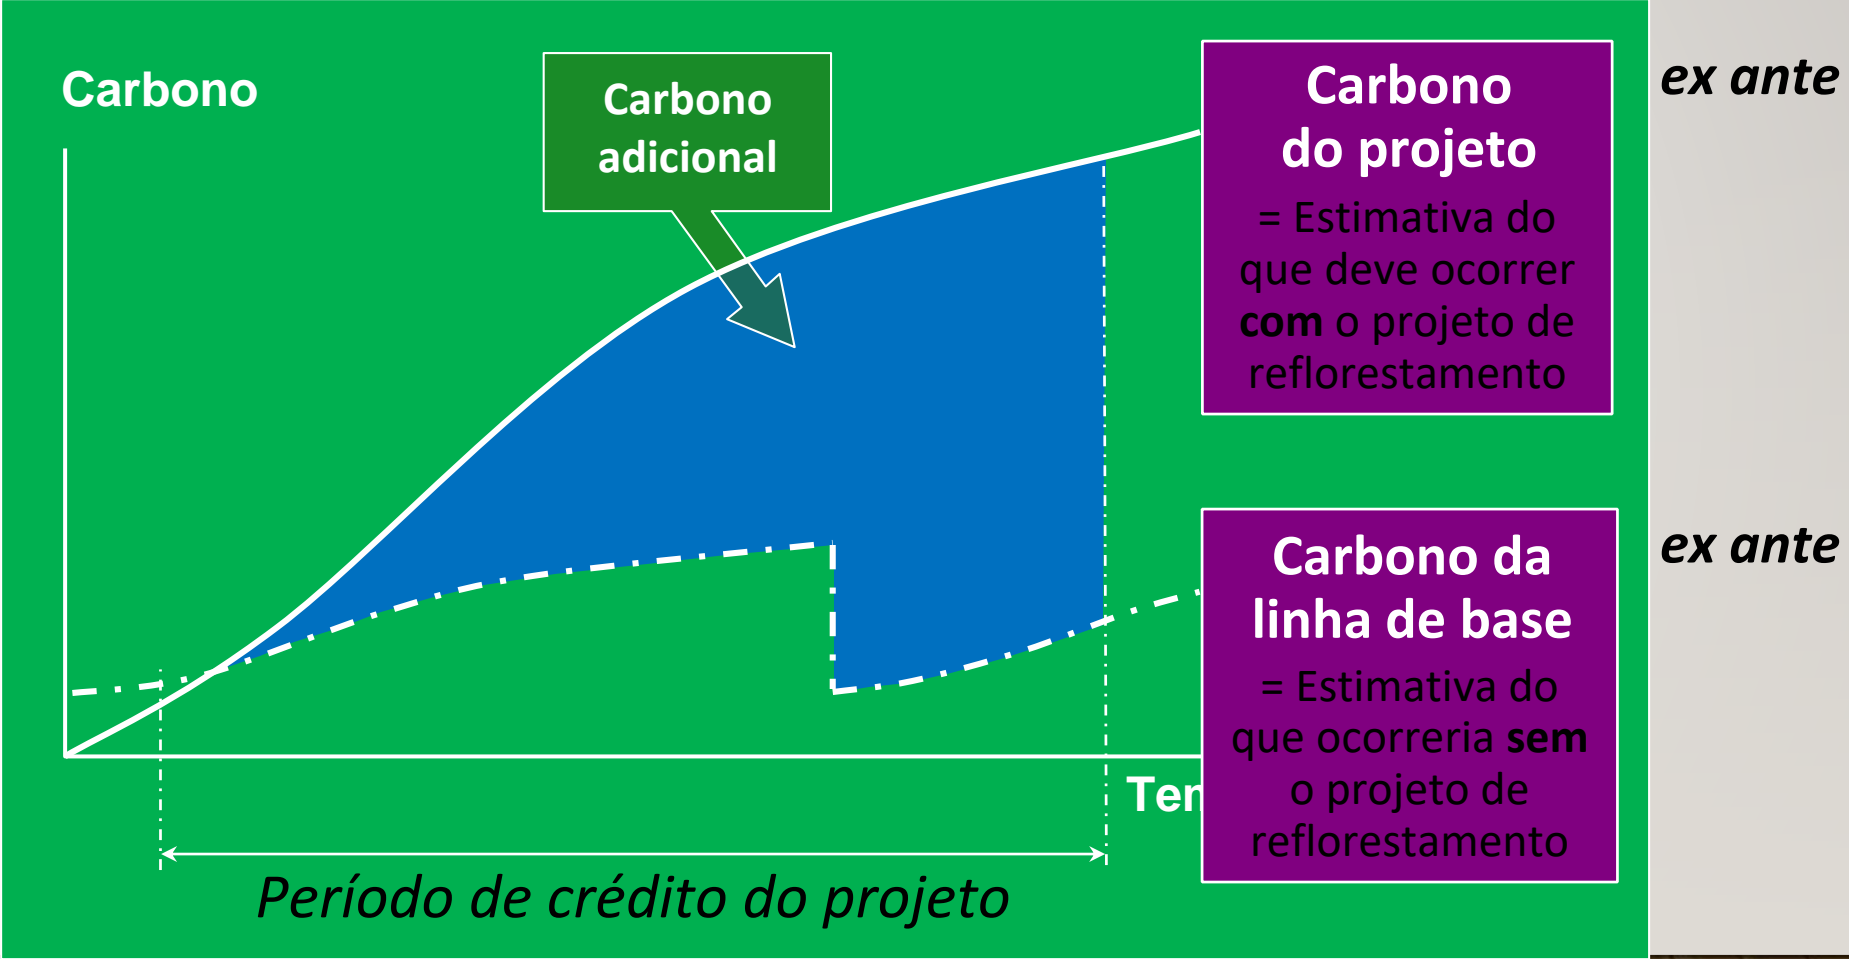 Carbono
Carbono
adicional
Carbono
do projeto
= Estimativa do
que deve ocorrer
com o projeto de
reflorestamento
ex ante
Carbono da
linha de base
= Estimativa do
que ocorreria sem
o projeto de
reflorestamento
ex ante
Período de crédito do projeto